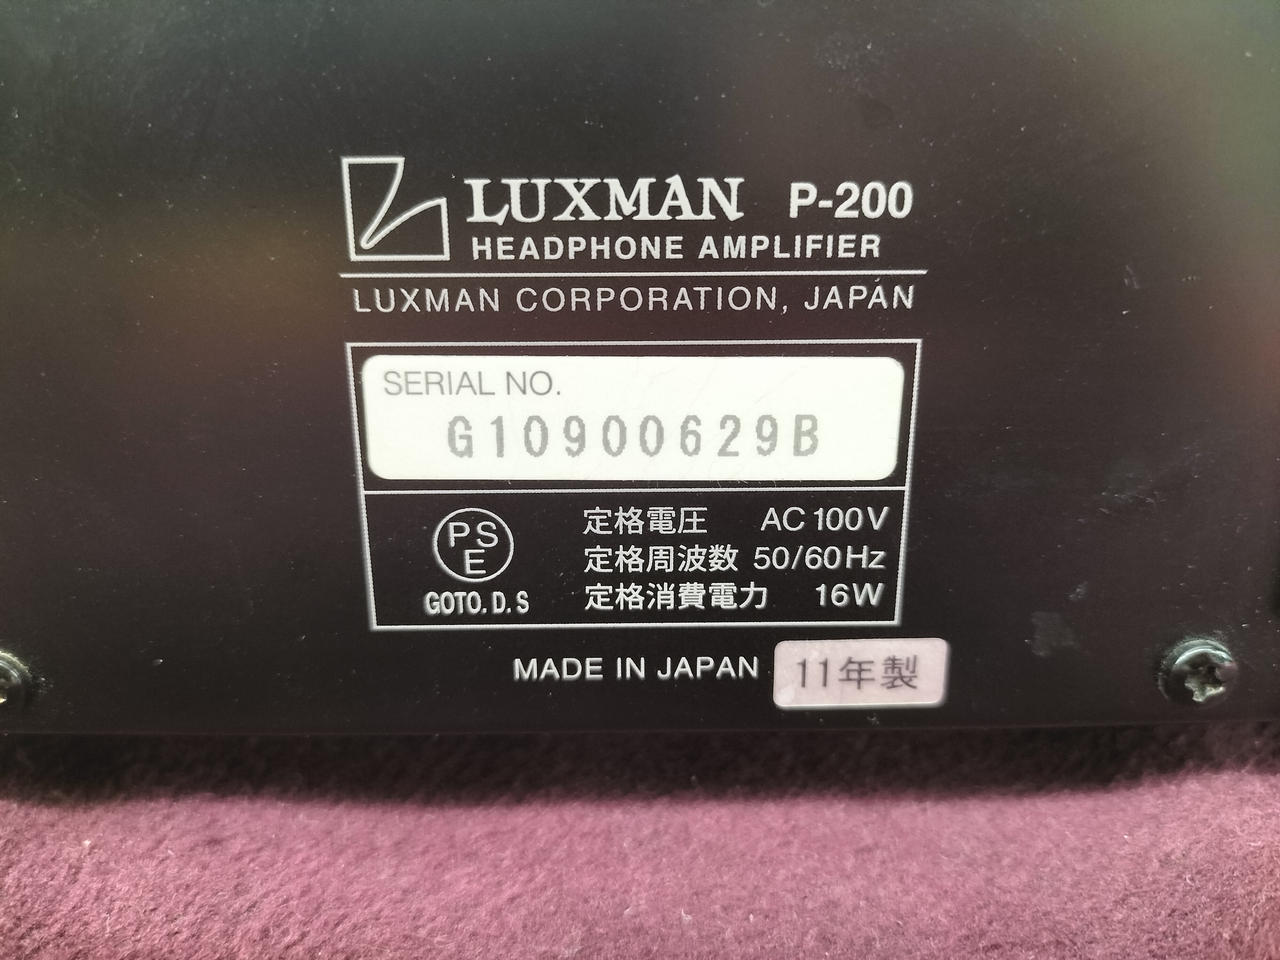 LUXMAN P-200
HEADPHONE AMPLIFIER
LUXMAN CORPORATION, JAPAN
SERIAL NO.
G10900629B
PS
E
GOTO.D.S
定格電圧 AC 100V
定格周波数 50/60Hz
定格消費電力 16W
MADE IN JAPAN 11年製